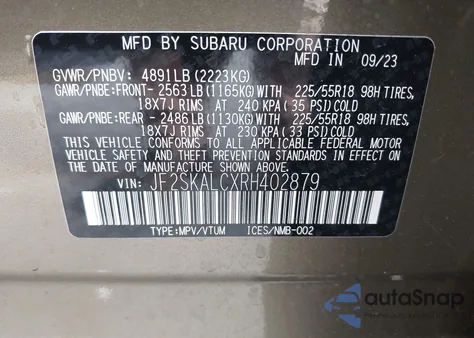 MFD BY SUBARU CORPORATION
MFD IN 09/23
GVWR/PNBV: 4891LB (2223KG)
GAWR/PNBE:FRONT- 2563LB (1165KG) WITH 225/55R18 98H TIRES,
18X7J RIMS AT 240 KPA (35 PSI) COLD
GAWR/PNBE:REAR - 2486LB (1130KG) WITH 225/55R18 98H TIRES,
18X7J RIMS AT 230 KPA (33 PSI) COLD
THIS VEHICLE CONFORMS TO ALL APPLICABLE FEDERAL MOTOR
VEHICLE SAFETY AND THEFT PREVENTION STANDARDS IN EFFECT ON
THE DATE OF MANUFACTURE SHOWN ABOVE.
VIN: JF2SKALCXRH402879
TYPE:MPV/VTUM ICES/NMB-002
autoSnap